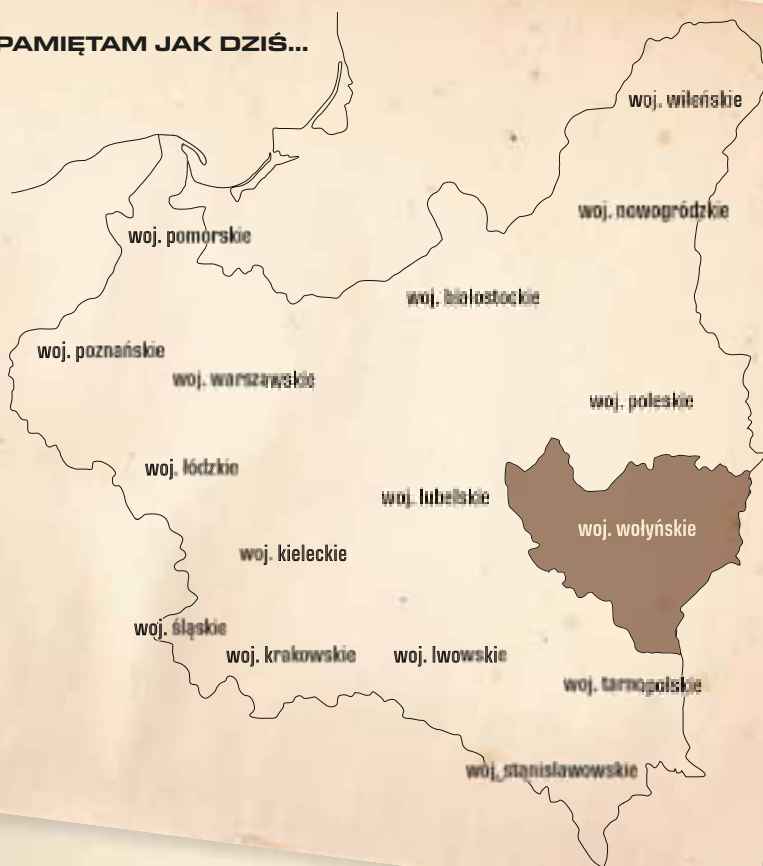 PAMIĘTAM JAK DZIŚ...
woj. wileńskie
woj. nowogródzkie
woj. pomorskie
woj. białostockie
woj. poznańskie
woj. warszawskie
woj. poleskie
woj. łódzkie
woj. lubelskie
woj. wołyńskie
woj. kieleckie
woj. śląskie
woj. krakowskie
woj. lwowskie
woj. tarnopolskie
woj. stanisławowskie